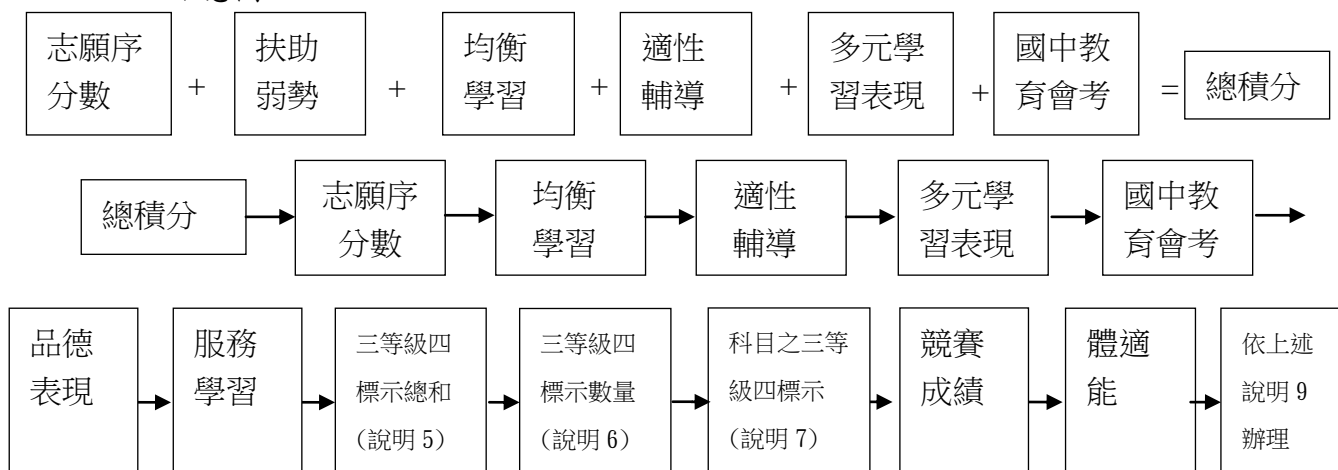 志願序 扶助 均衡 適性 多元學 國中教
分數 + 弱勢 + 學習 + 輔導 + 習表現 + 育會考 = 總積分
總積分 志願序 均衡 適性 多元學 國中教
分數 學習 輔導 習表現 育會考
品德 服務 三等級四 三等級四 科目之三等 競賽 體適 依上述
表現 學習 標示總和 標示數量 級四標示 成績 能 說明 9
(說明 5) (說明 6) (說明 7) 辦理